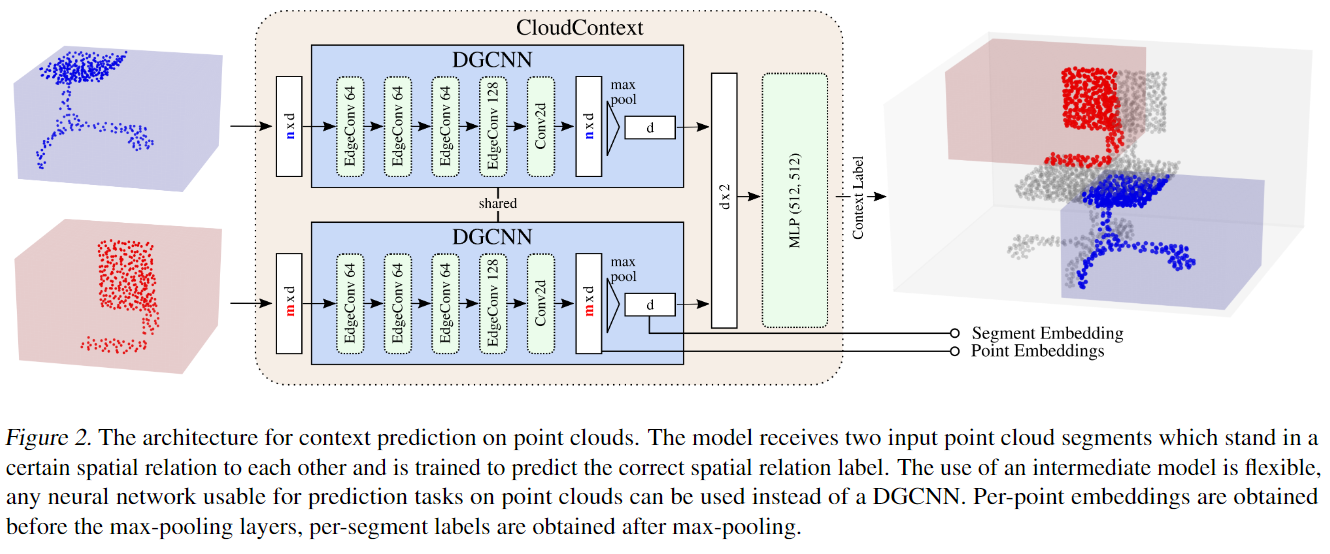 CloudContext
DGCNN
n x d
EdgeConv 64
EdgeConv 64
EdgeConv 64
EdgeConv 128
Conv2d
n x d
max
pool
d
shared
DGCNN
m x d
EdgeConv 64
EdgeConv 64
EdgeConv 64
EdgeConv 128
Conv2d
m x d
max
pool
d
d x 2
MLP (512, 512)
Context Label
Segment Embedding
Point Embeddings
Figure 2. The architecture for context prediction on point clouds. The model receives two input point cloud segments which stand in a
certain spatial relation to each other and is trained to predict the correct spatial relation label. The use of an intermediate model is flexible,
any neural network usable for prediction tasks on point clouds can be used instead of a DGCNN. Per-point embeddings are obtained
before the max-pooling layers, per-segment labels are obtained after max-pooling.